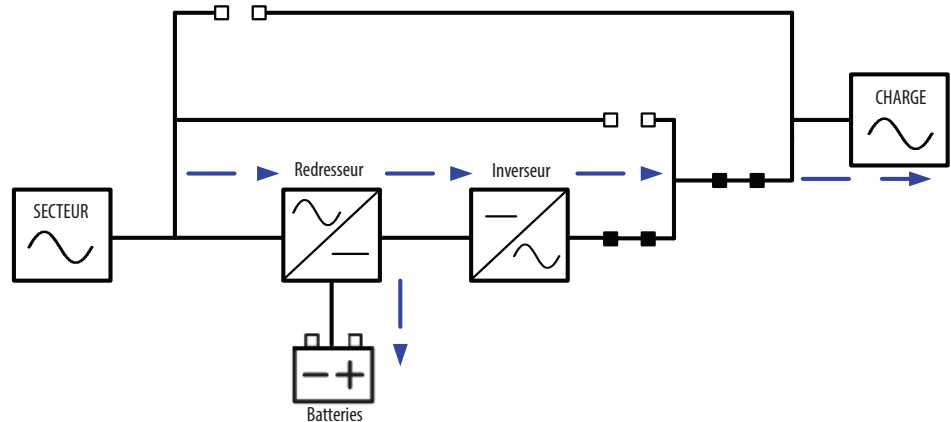 CHARGE
Redresseur
Inverseur
SECTEUR
Batteries